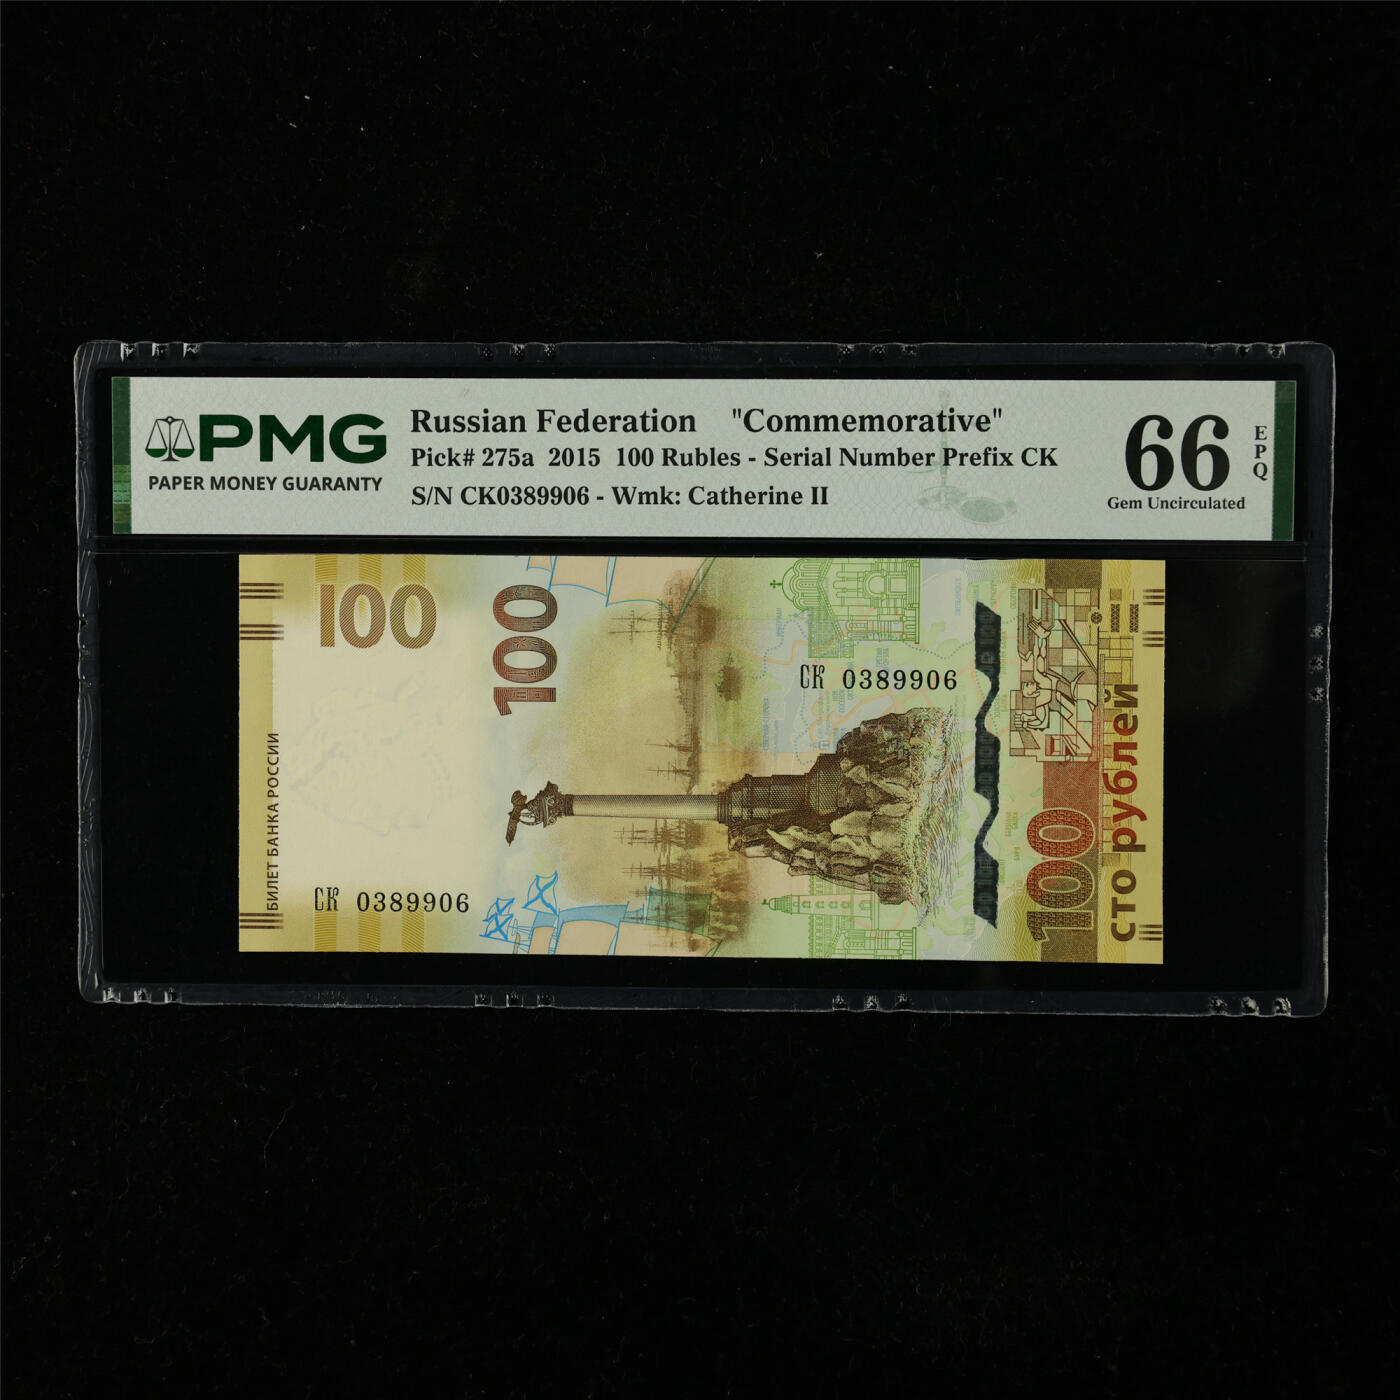 PMG
PAPER MONEY GUARANTY
Russian Federation "Commemorative"
Pick# 275a 2015 100 Rubles - Serial Number Prefix CK
S/N CK0389906 - Wmk: Catherine II
66
EPQ
Gem Uncirculated
100
100
СК 0389906
БИЛЕТ БАНКА РОССИИ
СК 0389906
100
сто рублей